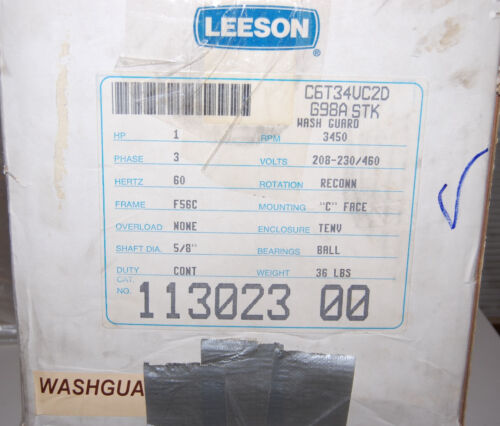 LEESON
C6T34VC2D
G98A STK
WASH GUARD
HP 1 RPM 3450
PHASE 3 VOLTS 208-230/460
HERTZ 60 ROTATION RECONN
FRAME F56C MOUNTING "C" FACE
OVERLOAD NONE ENCLOSURE TENV
SHAFT DIA. 5/8" BEARINGS BALL
DUTY CONT WEIGHT 36 LBS
CAT. NO. 113023 00
WASHGUA